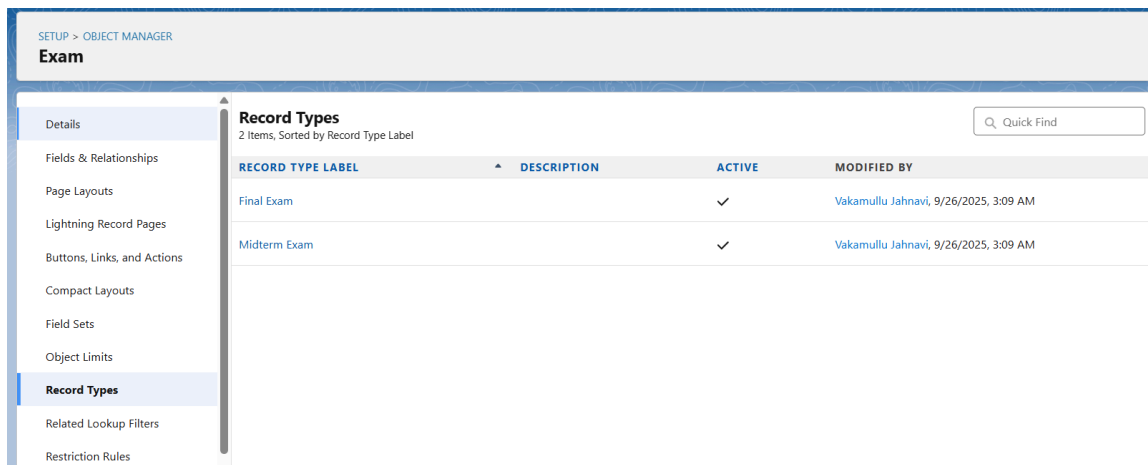 SETUP > OBJECT MANAGER
Exam
Details
Fields & Relationships
Page Layouts
Lightning Record Pages
Buttons, Links, and Actions
Compact Layouts
Field Sets
Object Limits
Record Types
Related Lookup Filters
Restriction Rules
Record Types
2 Items, Sorted by Record Type Label
Quick Find
RECORD TYPE LABEL DESCRIPTION ACTIVE MODIFIED BY
Final Exam Vakamullu Jahnavi, 9/26/2025, 3:09 AM
Midterm Exam Vakamullu Jahnavi, 9/26/2025, 3:09 AM